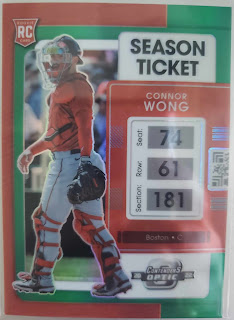 RC
SEASON
TICKET
CONNOR
WONG
Seat: 74
Row: 61
Section: 181
Boston • C
CONTENDERS
OPTIC